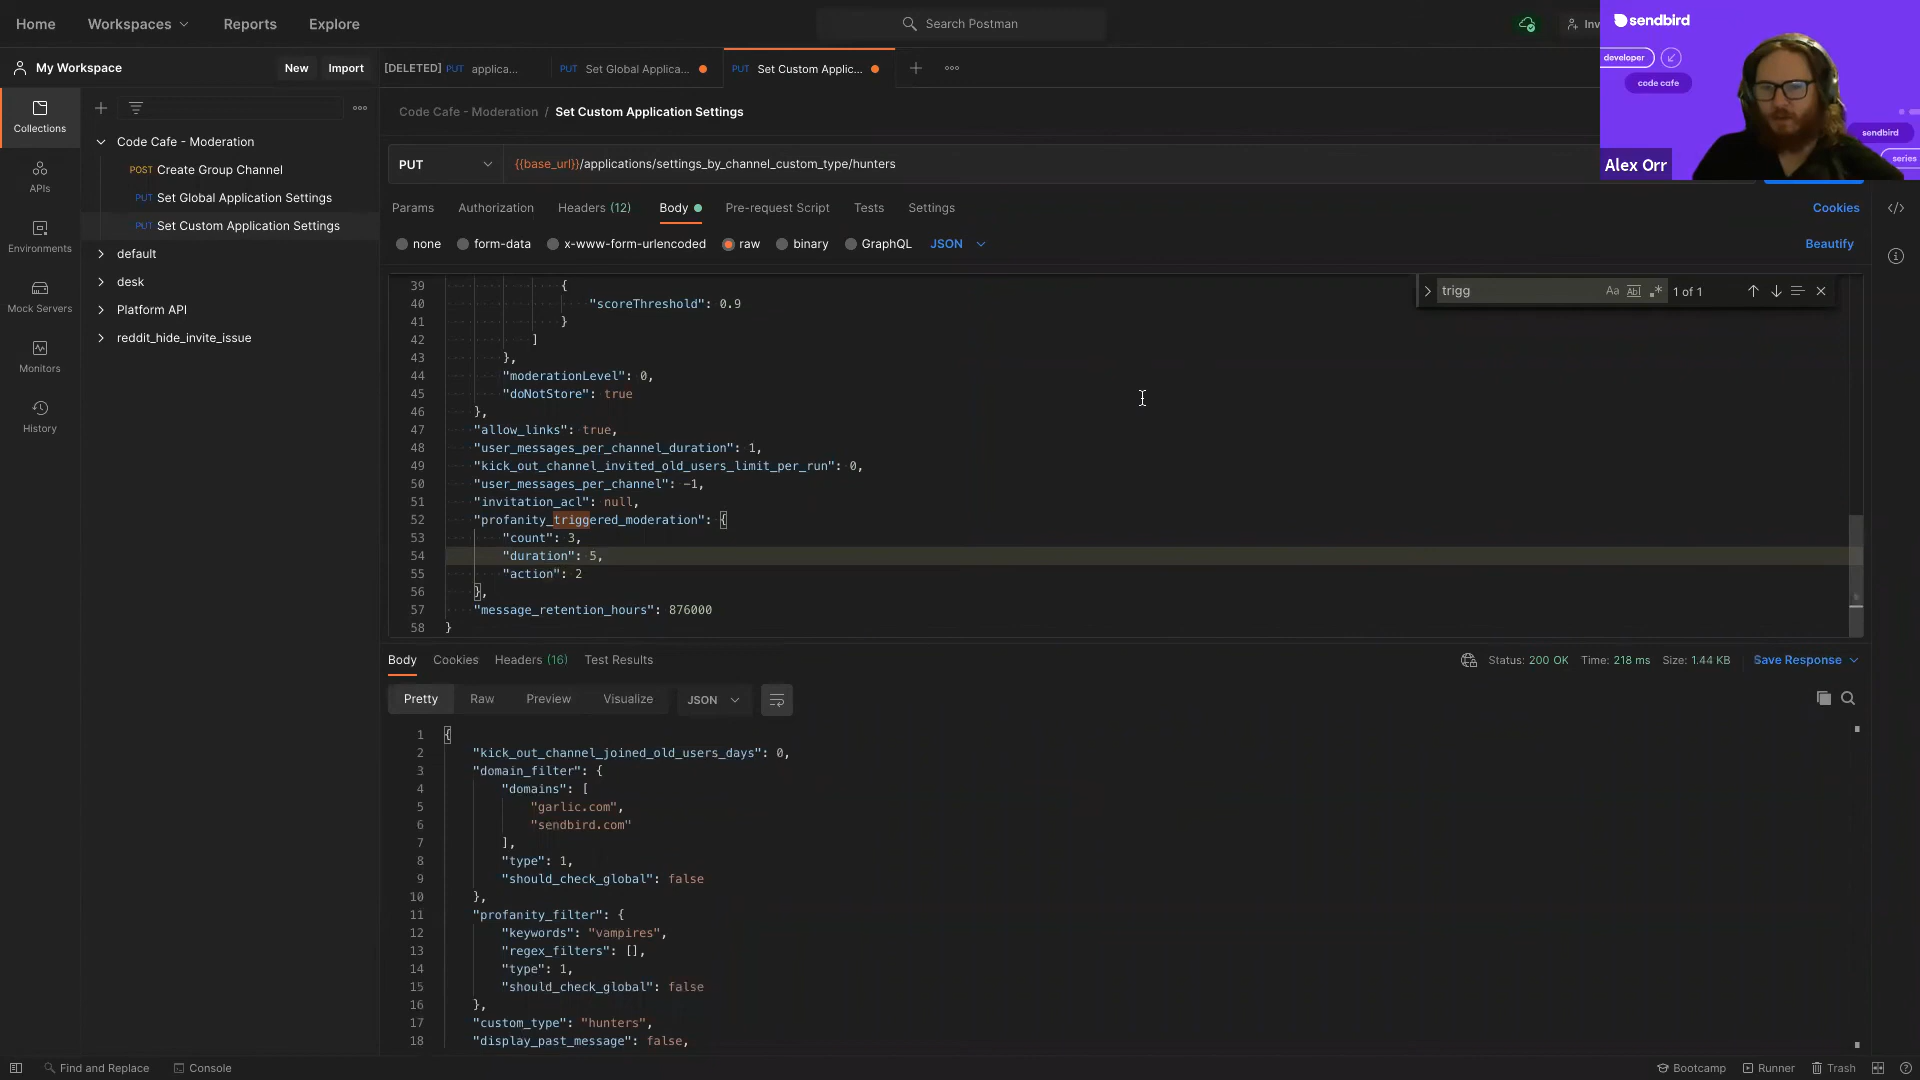 Home
Workspaces
Reports
Explore
Search Postman
Inv
sendbird
developer
code cafe
sendbird
series
Alex Orr
My Workspace
New
Import
[DELETED] PUT applica...
PUT Set Global Applica...
PUT Set Custom Applic...
Collections
APIs
Environments
Mock Servers
Monitors
History
Code Cafe - Moderation
POST Create Group Channel
PUT Set Global Application Settings
PUT Set Custom Application Settings
default
desk
Platform API
reddit_hide_invite_issue
Code Cafe - Moderation / Set Custom Application Settings
PUT
{{base_url}}/applications/settings_by_channel_custom_type/hunters
Params
Authorization
Headers (12)
Body
Pre-request Script
Tests
Settings
Cookies
none
form-data
x-www-form-urlencoded
raw
binary
GraphQL
JSON
Beautify
trigg
Aa
Abl
1 of 1
39 {
40 "scoreThreshold": 0.9
41 }
42 ]
43 },
44 "moderationLevel": 0,
45 "doNotStore": true
46 },
47 "allow_links": true,
48 "user_messages_per_channel_duration": 1,
49 "kick_out_channel_invited_old_users_limit_per_run": 0,
50 "user_messages_per_channel": -1,
51 "invitation_acl": null,
52 "profanity_triggered_moderation": {
53 "count": 3,
54 "duration": 5,
55 "action": 2
56 },
57 "message_retention_hours": 876000
58 }
Body
Cookies
Headers (16)
Test Results
Status: 200 OK
Time: 218 ms
Size: 1.44 KB
Save Response
Pretty
Raw
Preview
Visualize
JSON
1 {
2 "kick_out_channel_joined_old_users_days": 0,
3 "domain_filter": {
4 "domains": [
5 "garlic.com",
6 "sendbird.com"
7 ],
8 "type": 1,
9 "should_check_global": false
10 },
11 "profanity_filter": {
12 "keywords": "vampires",
13 "regex_filters": [],
14 "type": 1,
15 "should_check_global": false
16 },
17 "custom_type": "hunters",
18 "display_past_message": false,
Find and Replace
Console
Bootcamp
Runner
Trash